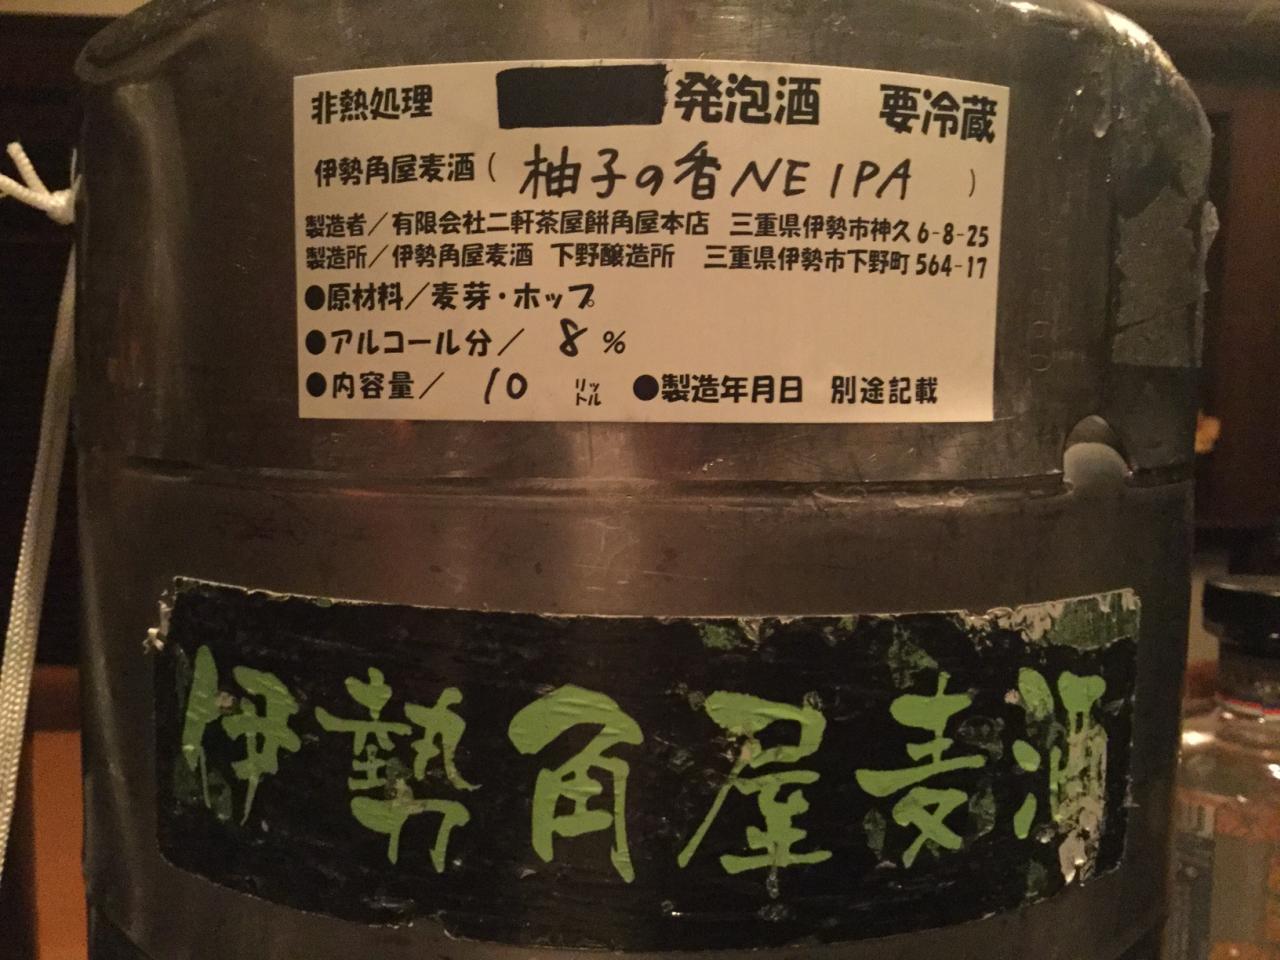 非熱処理 発泡酒 要冷蔵
伊勢角屋麦酒（柚子の香NE IPA）
製造者／有限会社二軒茶屋餅角屋本店 三重県伊勢市神久6-8-25
製造所／伊勢角屋麦酒 下野醸造所 三重県伊勢市下野町564-17
●原材料／麦芽・ホップ
●アルコール分／ 8 %
●内容量／ 10 リットル ●製造年月日 別途記載
伊勢角屋麦酒